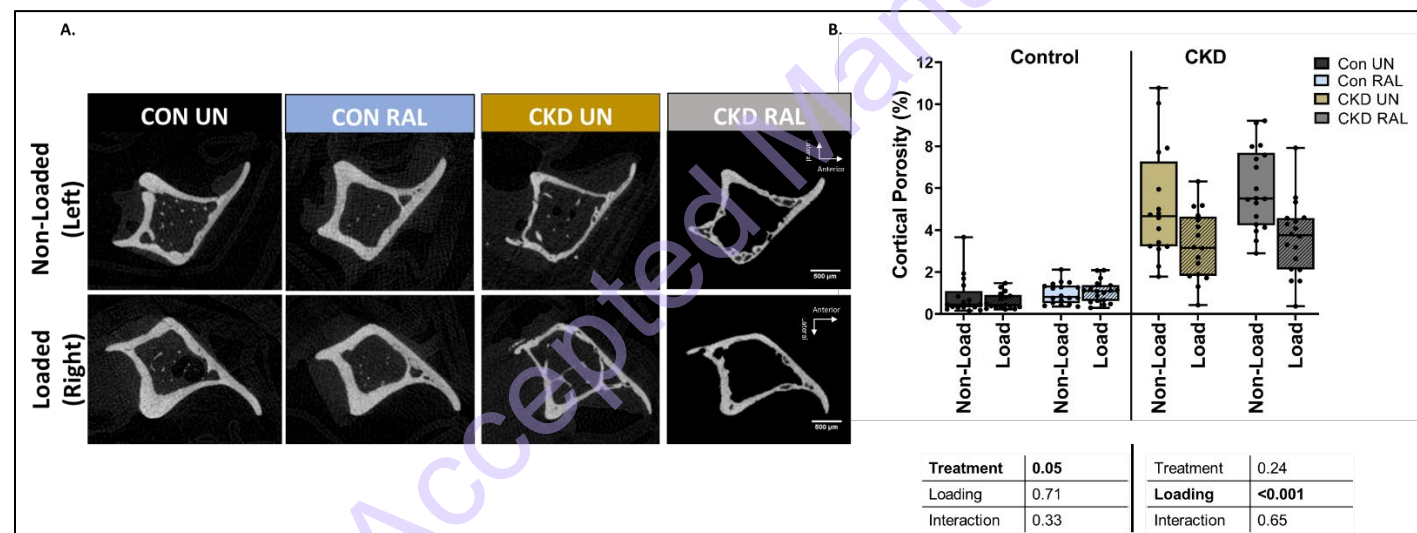 A.
CON UN CON RAL CKD UN CKD RAL
Non-Loaded
(Left)
Lateral
Anterior
500 µm
Loaded
(Right)
Anterior
Lateral
500 µm
B.
Control CKD
Con UN
Con RAL
CKD UN
CKD RAL
Cortical Porosity (%)
12
10
8
6
4
2
0
Non-Load Load Non-Load Load Non-Load Load Non-Load Load
Treatment 0.05
Loading 0.71
Interaction 0.33
Treatment 0.24
Loading <0.001
Interaction 0.65
Accepted Manu